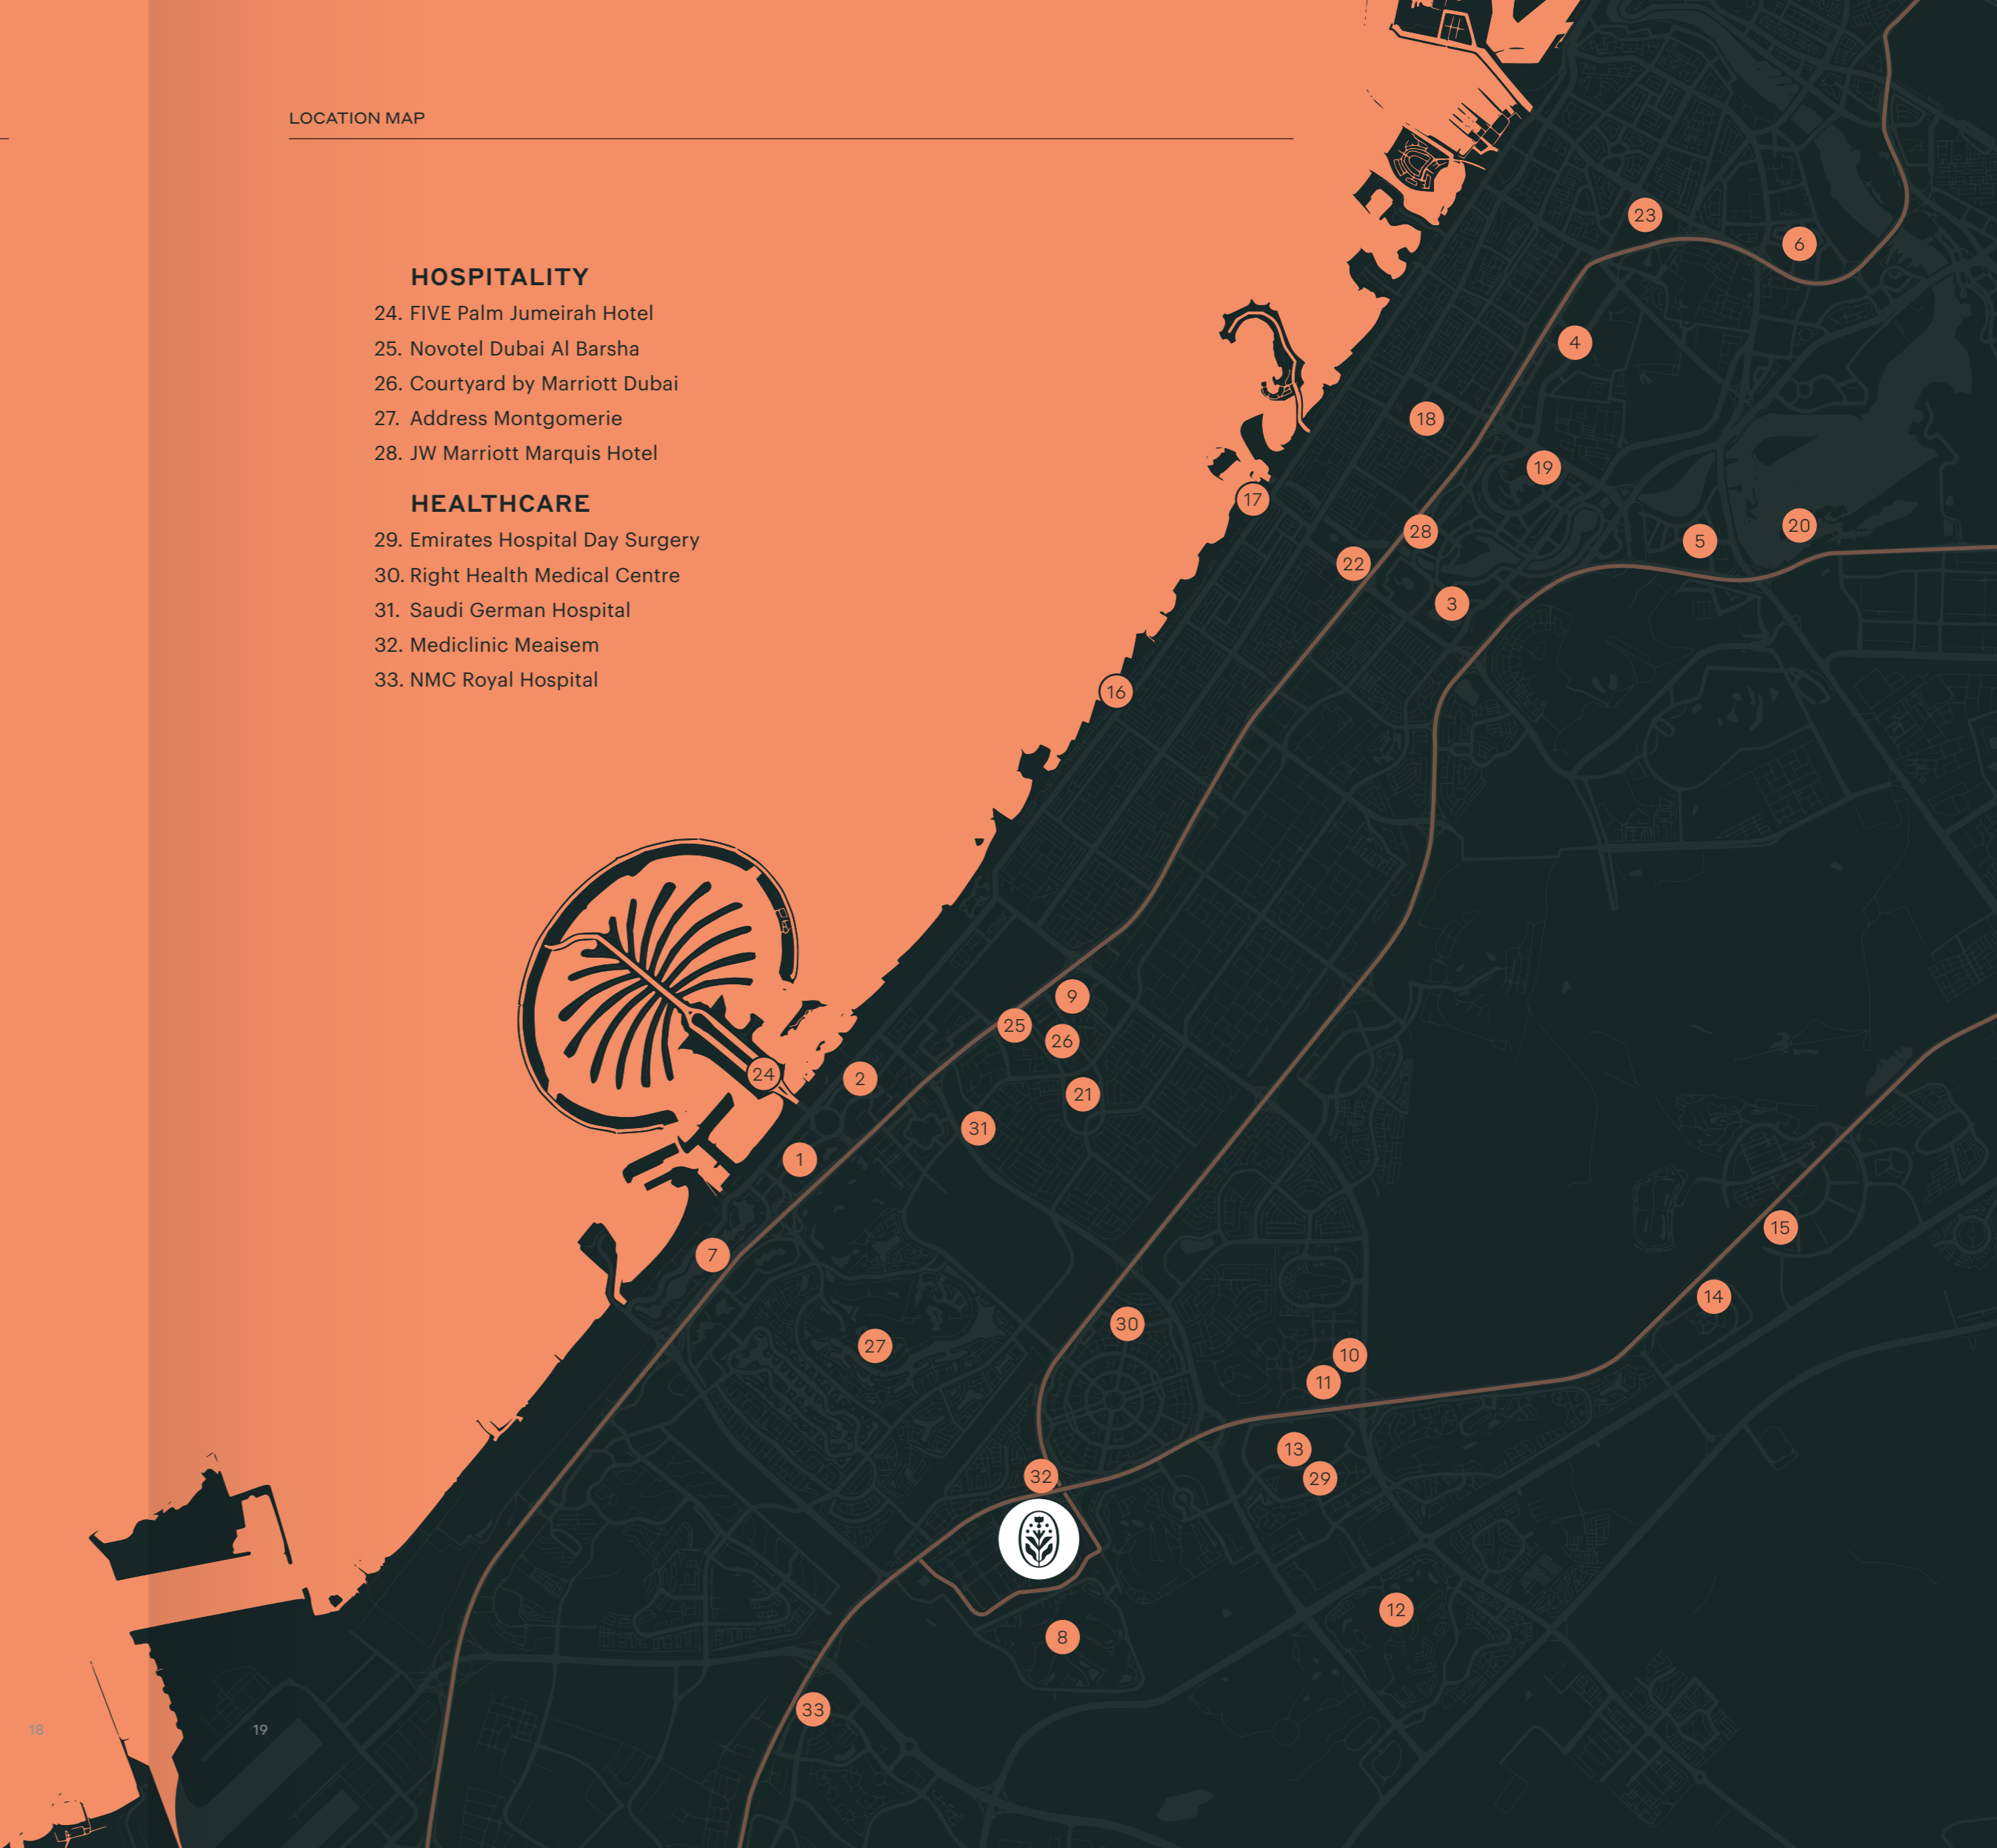 LOCATION MAP
HOSPITALITY
24. FIVE Palm Jumeirah Hotel
25. Novotel Dubai Al Barsha
26. Courtyard by Marriott Dubai
27. Address Montgomerie
28. JW Marriott Marquis Hotel
HEALTHCARE
29. Emirates Hospital Day Surgery
30. Right Health Medical Centre
31. Saudi German Hospital
32. Mediclinic Meaisem
33. NMC Royal Hospital
23
6
4
18
19
17
20
28
5
22
3
16
9
25
26
24
2
21
31
1
15
7
14
30
27
10
11
13
32
29
12
8
33
18
19